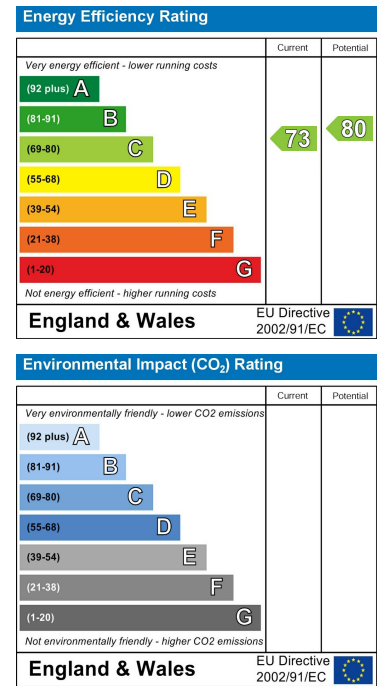 Energy Efficiency Rating
Current Potential
Very energy efficient - lower running costs
(92 plus) A
(81-91) B
(69-80) C
(55-68) D
(39-54) E
(21-38) F
(1-20) G
73 80
Not energy efficient - higher running costs
England & Wales
EU Directive
2002/91/EC
Environmental Impact (CO₂) Rating
Current Potential
Very environmentally friendly - lower CO2 emissions
(92 plus) A
(81-91) B
(69-80) C
(55-68) D
(39-54) E
(21-38) F
(1-20) G
Not environmentally friendly - higher CO2 emissions
England & Wales
EU Directive
2002/91/EC